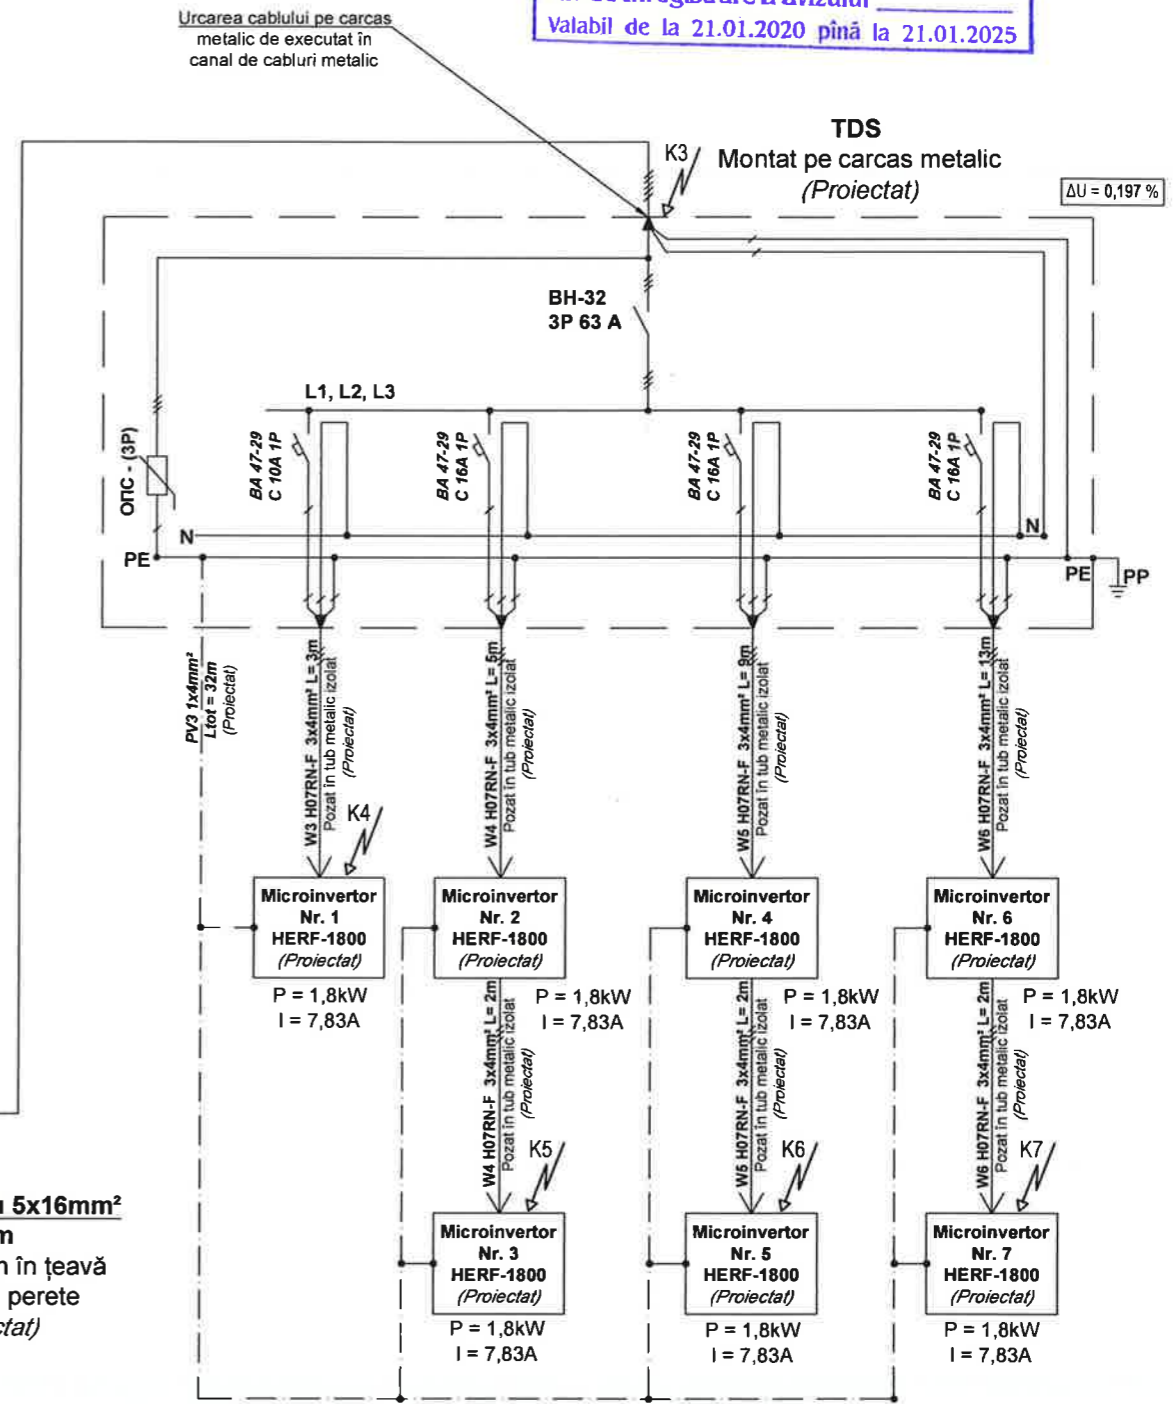 Valabil de la 21.01.2020 pînă la 21.01.2025
Urcarea cablului pe carcas
metalic de executat în
canal de cabluri metalic
TDS
Montat pe carcas metalic
(Proiectat)
K3
ΔU = 0,197 %
BH-32
3P 63 A
L1, L2, L3
ОПС - (3P)
BA 47-29
C 10A 1P
BA 47-29
C 16A 1P
BA 47-29
C 16A 1P
BA 47-29
C 16A 1P
N
N
PE
PE
PP
PV3 1x4mm²
Ltot = 32m
(Proiectat)
W3 H07RN-F 3x4mm² L= 3m
Pozat în tub metalic izolat
(Proiectat)
W4 H07RN-F 3x4mm² L= 5m
Pozat în tub metalic izolat
(Proiectat)
W5 H07RN-F 3x4mm² L= 9m
Pozat în tub metalic izolat
(Proiectat)
W6 H07RN-F 3x4mm² L= 13m
Pozat în tub metalic izolat
(Proiectat)
K4
Microinvertor
Nr. 1
HERF-1800
(Proiectat)
P = 1,8kW
I = 7,83A
Microinvertor
Nr. 2
HERF-1800
(Proiectat)
P = 1,8kW
I = 7,83A
Microinvertor
Nr. 4
HERF-1800
(Proiectat)
P = 1,8kW
I = 7,83A
Microinvertor
Nr. 6
HERF-1800
(Proiectat)
P = 1,8kW
I = 7,83A
W4 H07RN-F 3x4mm² L= 2m
Pozat în tub metalic izolat
(Proiectat)
W5 H07RN-F 3x4mm² L= 2m
Pozat în tub metalic izolat
(Proiectat)
W6 H07RN-F 3x4mm² L= 2m
Pozat în tub metalic izolat
(Proiectat)
K5
K6
K7
Microinvertor
Nr. 3
HERF-1800
(Proiectat)
P = 1,8kW
I = 7,83A
Microinvertor
Nr. 5
HERF-1800
(Proiectat)
P = 1,8kW
I = 7,83A
Microinvertor
Nr. 7
HERF-1800
(Proiectat)
P = 1,8kW
I = 7,83A
5x16mm²
în țeavă
perete